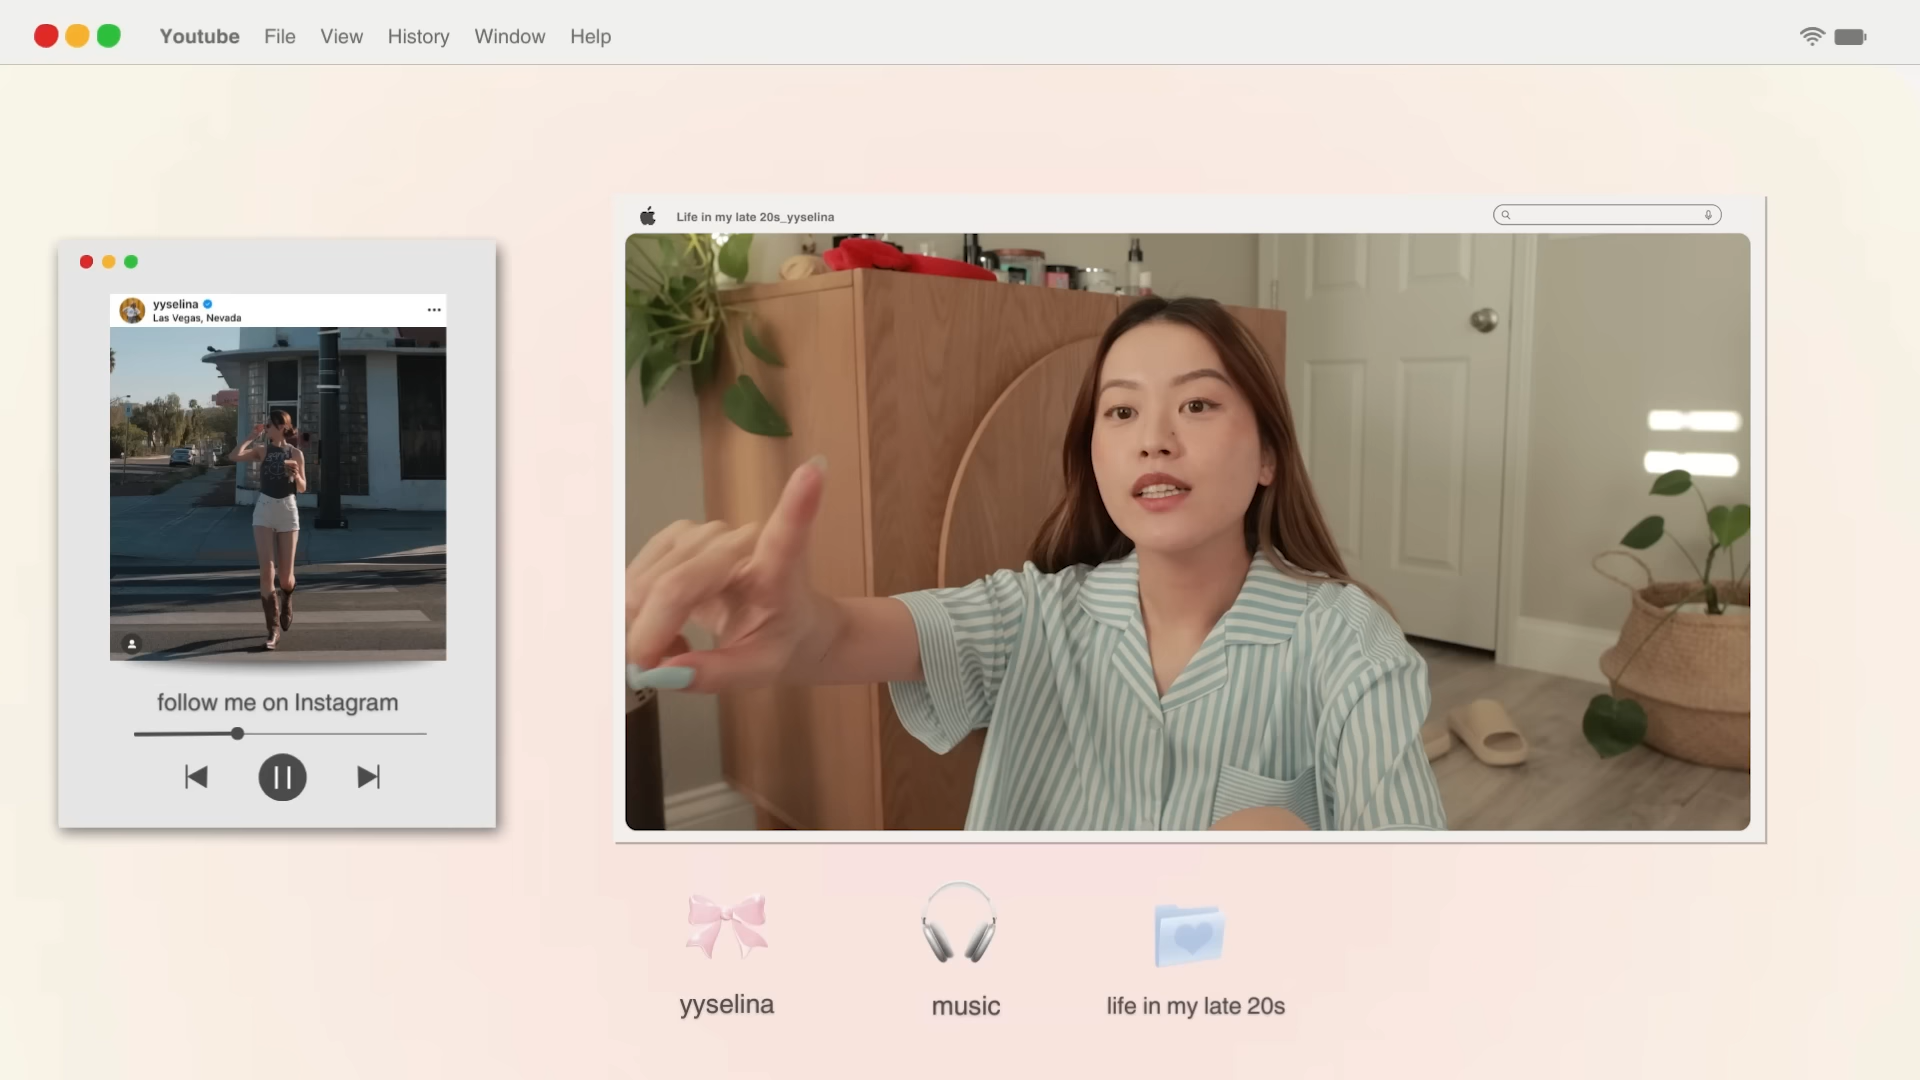 Youtube File View History Window Help
Life in my late 20s_yyselina
yyselina
Las Vegas, Nevada
follow me on Instagram
yyselina
music
life in my late 20s